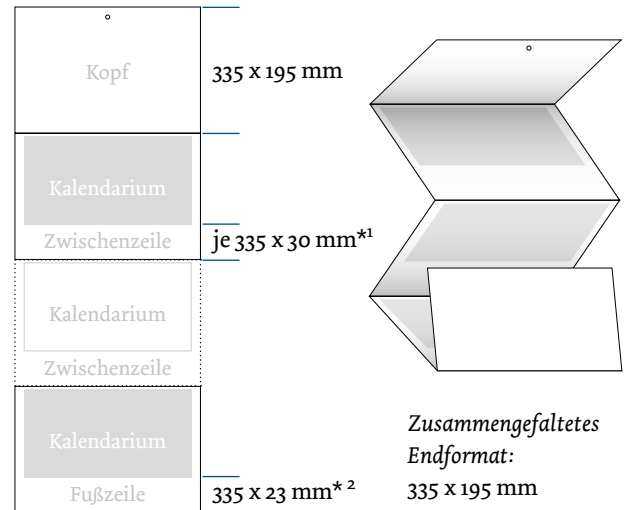 Kopf
335 x 195 mm
Kalendarium
Zwischenzeile
je 335 x 30 mm*¹
Kalendarium
Zwischenzeile
Kalendarium
Fußzeile
335 x 23 mm* ²
Zusammengefaltetes
Endformat:
335 x 195 mm